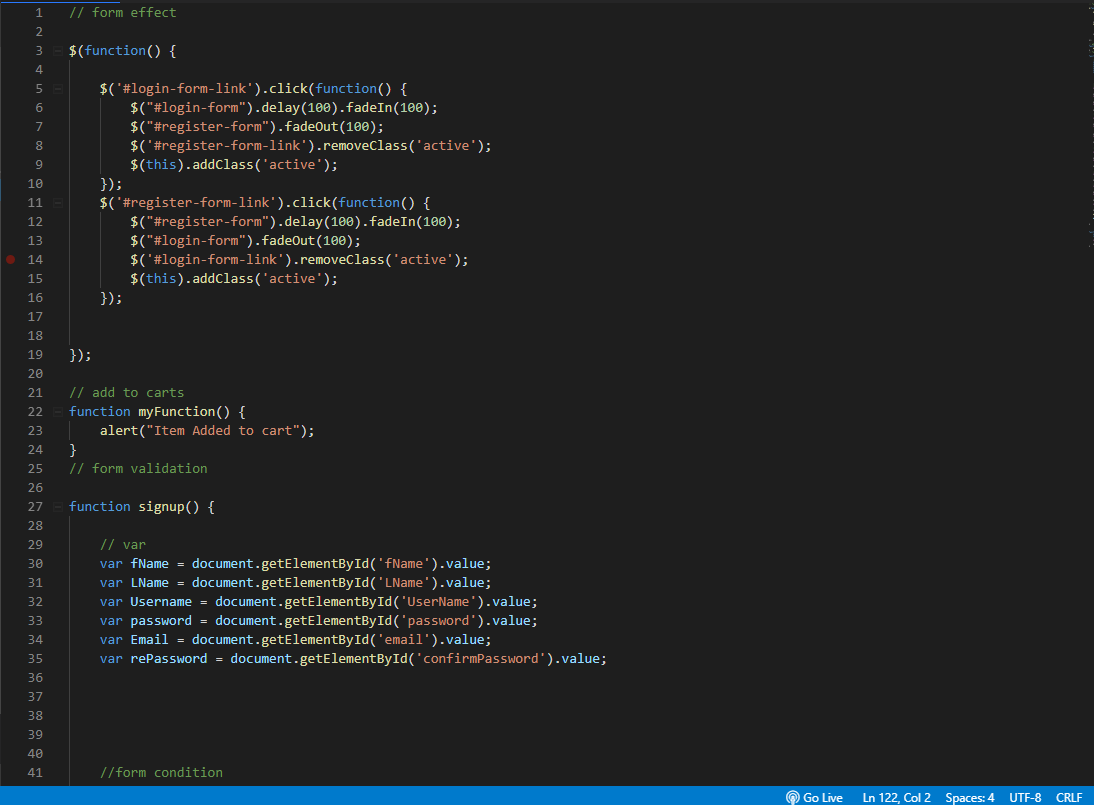 1 // form effect
2
3 $(function() {
4
5     $('#login-form-link').click(function() {
6         $("#login-form").delay(100).fadeIn(100);
7         $("#register-form").fadeOut(100);
8         $('#register-form-link').removeClass('active');
9         $(this).addClass('active');
10     });
11     $('#register-form-link').click(function() {
12         $("#register-form").delay(100).fadeIn(100);
13         $("#login-form").fadeOut(100);
14         $('#login-form-link').removeClass('active');
15         $(this).addClass('active');
16     });
17
18
19 });
20
21 // add to carts
22 function myFunction() {
23     alert("Item Added to cart");
24 }
25 // form validation
26
27 function signup() {
28
29     // var
30     var fName = document.getElementById('fName').value;
31     var LName = document.getElementById('LName').value;
32     var Username = document.getElementById('UserName').value;
33     var password = document.getElementById('password').value;
34     var Email = document.getElementById('email').value;
35     var rePassword = document.getElementById('confirmPassword').value;
36
37
38
39
40
41     //form condition
Go Live Ln 122, Col 2 Spaces: 4 UTF-8 CRLF